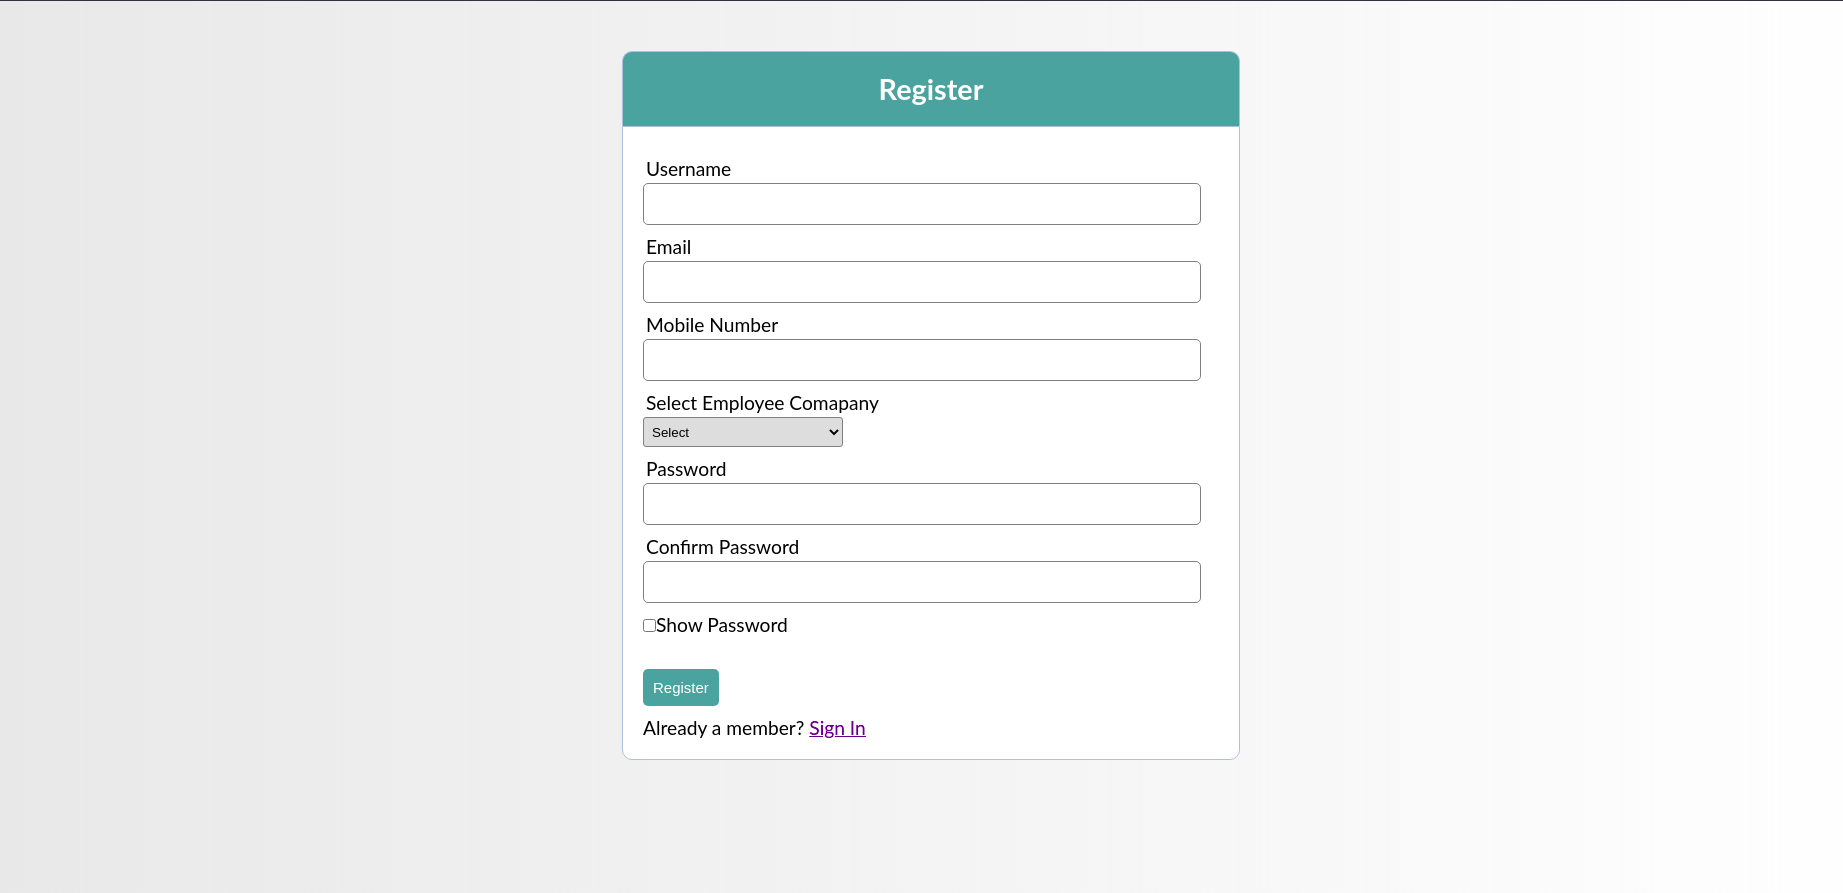 Register
Username
Email
Mobile Number
Select Employee Comapany
Select
Password
Confirm Password
Show Password
Register
Already a member? Sign In